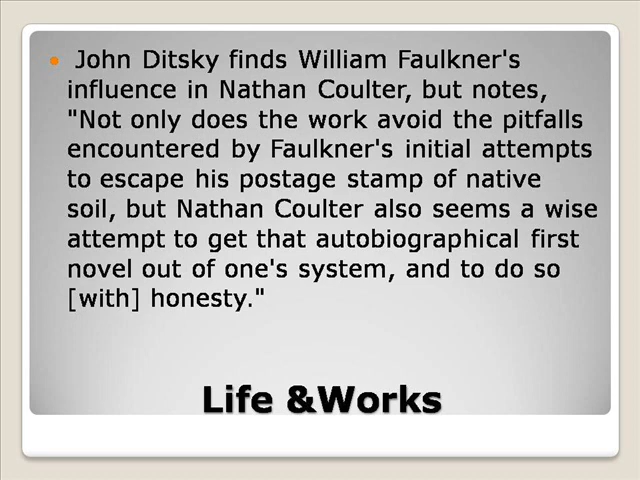 John Ditsky finds William Faulkner's
influence in Nathan Coulter, but notes,
"Not only does the work avoid the pitfalls
encountered by Faulkner's initial attempts
to escape his postage stamp of native
soil, but Nathan Coulter also seems a wise
attempt to get that autobiographical first
novel out of one's system, and to do so
[with] honesty."
Life &Works